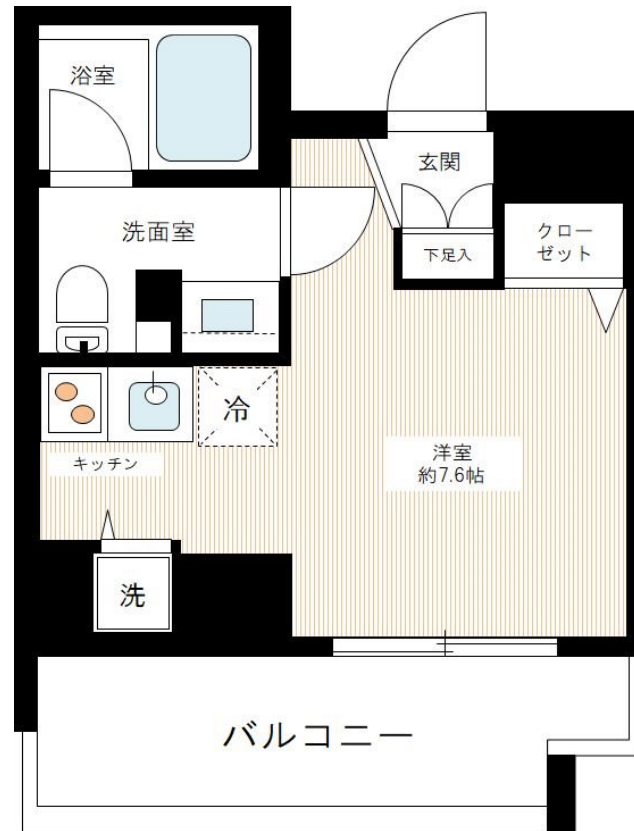 浴室
玄関
洗面室
下足入
クロー
ゼット
冷
キッチン
洋室
約7.6帖
洗
バルコニー